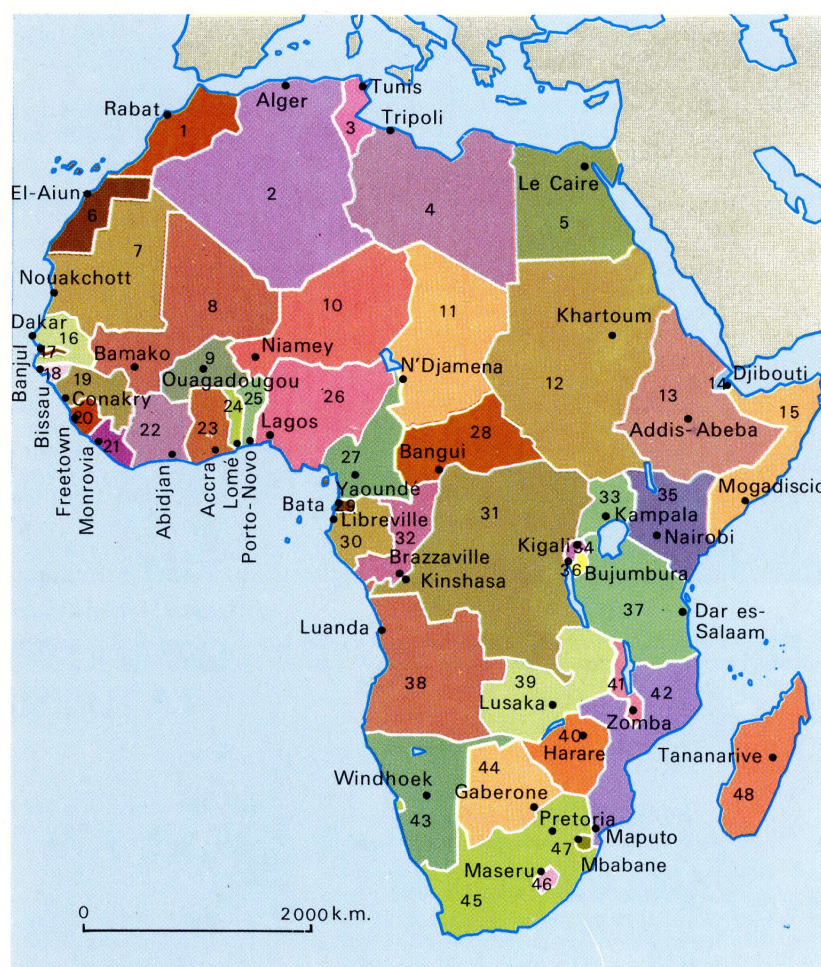 Tunis
Alger
Rabat
1
3
Tripoli
2
Le Caire
El-Aiun
6
4
5
7
Nouakchott
8
10
11
Khartoum
Dakar
16
9
Niamey
17
Bamako
N'Djamena
Djibouti
14
Banjul
18
19
Ouagadougou
12
13
15
Bissau
Conakry
25
26
Addis-Abeba
20
24
Lagos
28
21
22
23
Bangui
Freetown
Monrovia
Abidjan
Accra
Lomé
Porto-Novo
27
Yaoundé
Mogadiscio
Bata
29
31
33
35
Libreville
Kampala
30
32
Nairobi
Brazzaville
Kigali
34
36
Bujumbura
Kinshasa
37
Dar es-
Salaam
Luanda
38
39
41
42
Lusaka
Zomba
40
Harare
Tananarive
44
Windhoek
Gaberone
48
43
Pretoria
Maputo
47
Mbabane
Maseru
46
45
0
2000 k.m.